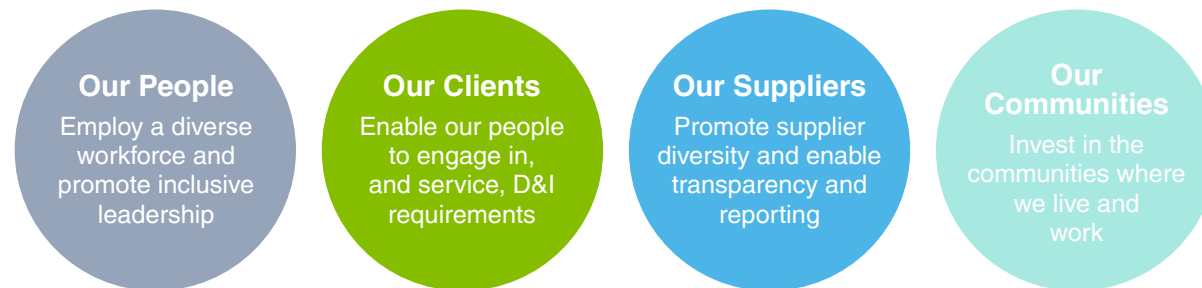 Our People
Employ a diverse
workforce and
promote inclusive
leadership
Our Clients
Enable our people
to engage in,
and service, D&I
requirements
Our Suppliers
Promote supplier
diversity and enable
transparency and
reporting
Our
Communities
Invest in the
communities where
we live and
work